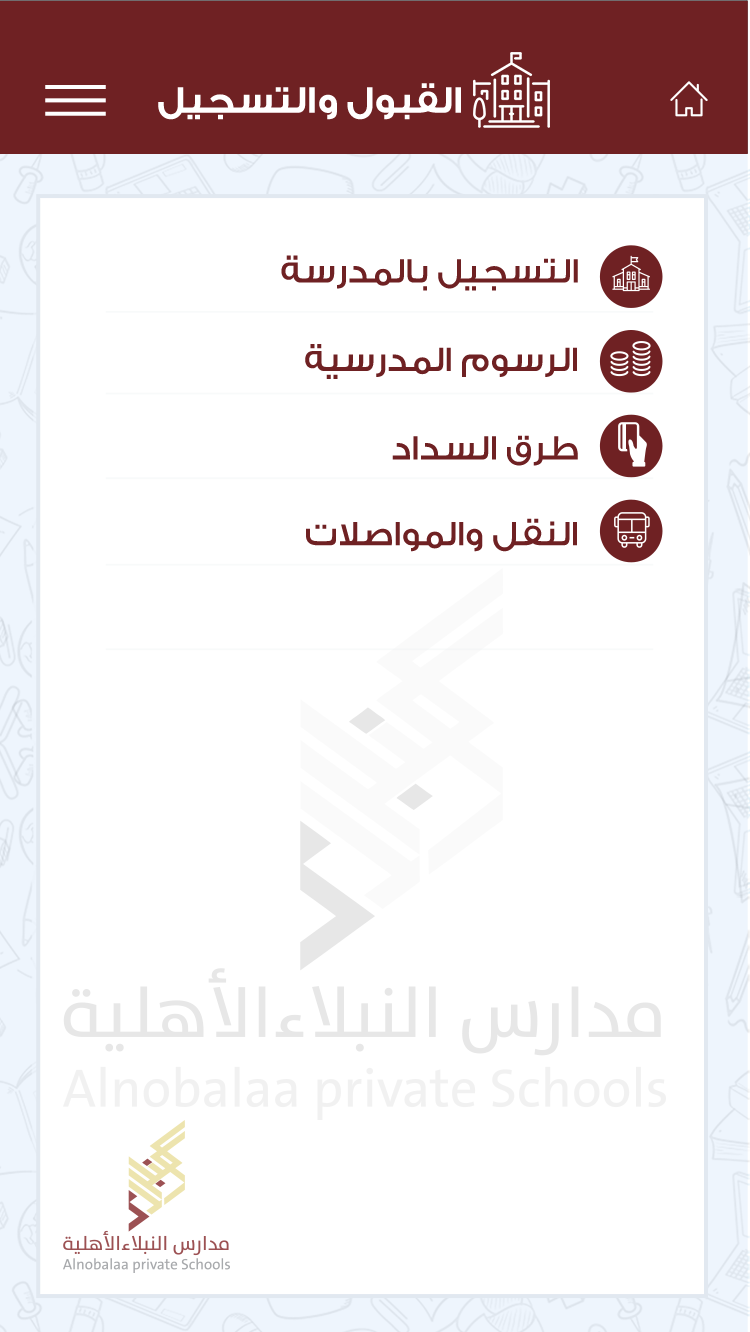 القبول والتسجيل
التسجيل بالمدرسة
الرسوم المدرسية
طرق السداد
النقل والمواصلات
مدارس النبلاء الأهلية
Alnobalaa private Schools
مدارس النبلاء الأهلية
Alnobalaa private Schools